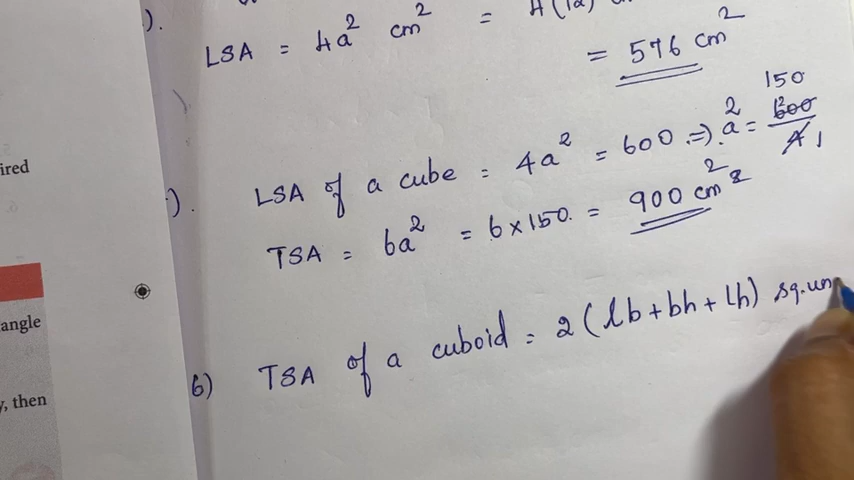 ).
LSA = 4a² cm² = 4(12)
= 576 cm²
).
LSA of a cube = 4a² = 600 ⇒ a² = 600/4
150
1
TSA = 6a² = 6×150 = 900 cm²
6) TSA of a cuboid = 2(lb+bh+lh) sq.un
ired
angle
y, then